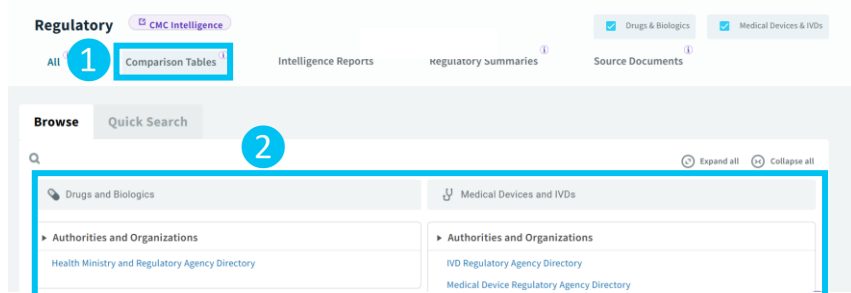 Regulatory CMC Intelligence
Drugs & Biologics Medical Devices & IVDs
1
All Comparison Tables Intelligence Reports Regulatory Summaries Source Documents
Browse Quick Search
2
Expand all Collapse all
Drugs and Biologics Medical Devices and IVDs
Authorities and Organizations Authorities and Organizations
Health Ministry and Regulatory Agency Directory IVD Regulatory Agency Directory
Medical Device Regulatory Agency Directory